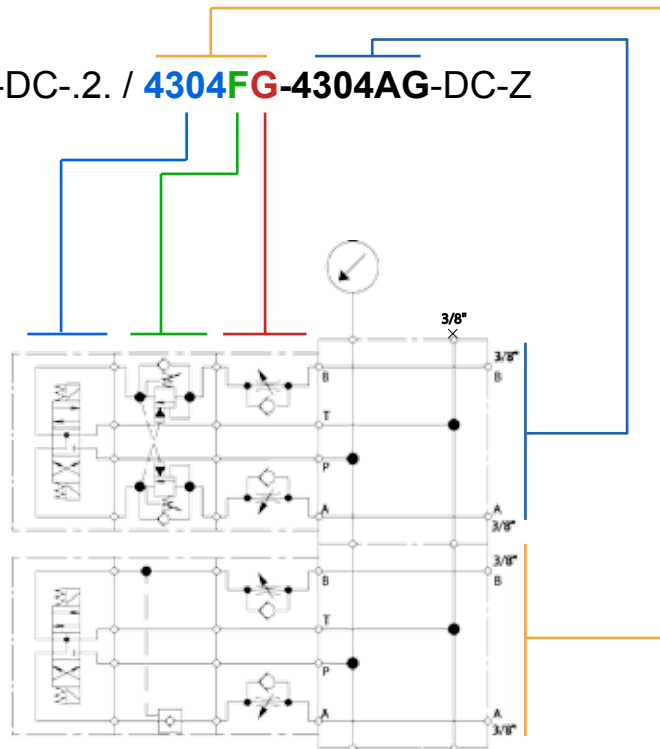 -DC-.2. / 4304FG-4304AG-DC-Z
3/8"
3/8"
B B
T
P
A A
3/8"
3/8"
B B
T
P
A A
3/8"